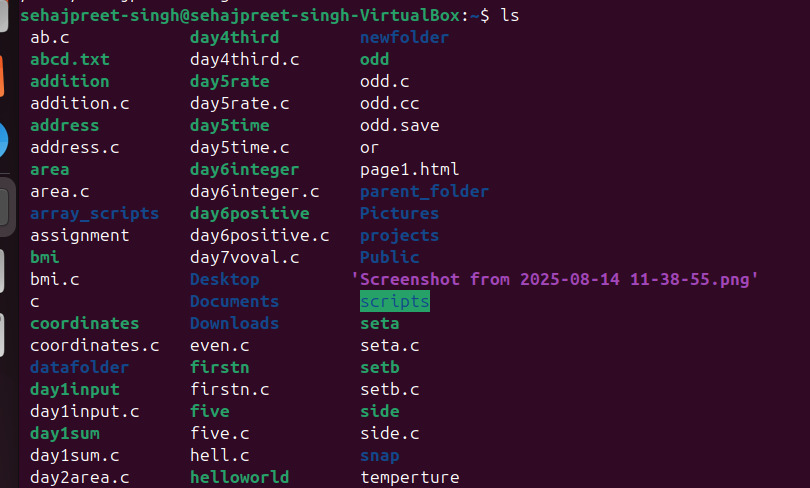 sehajpreet-singh@sehajpreet-singh-VirtualBox:~$ ls
ab.c day4third newfolder
abcd.txt day4third.c odd
addition day5rate odd.c
addition.c day5rate.c odd.cc
address day5time odd.save
address.c day5time.c or
area day6integer page1.html
area.c day6integer.c parent_folder
array_scripts day6positive Pictures
assignment day6positive.c projects
bmi day7voval.c Public
bmi.c Desktop 'Screenshot from 2025-08-14 11-38-55.png'
c Documents scripts
coordinates Downloads seta
coordinates.c even.c seta.c
datafolder firstn setb
day1input firstn.c setb.c
day1input.c five side
day1sum five.c side.c
day1sum.c hell.c snap
day2area.c helloworld temperture